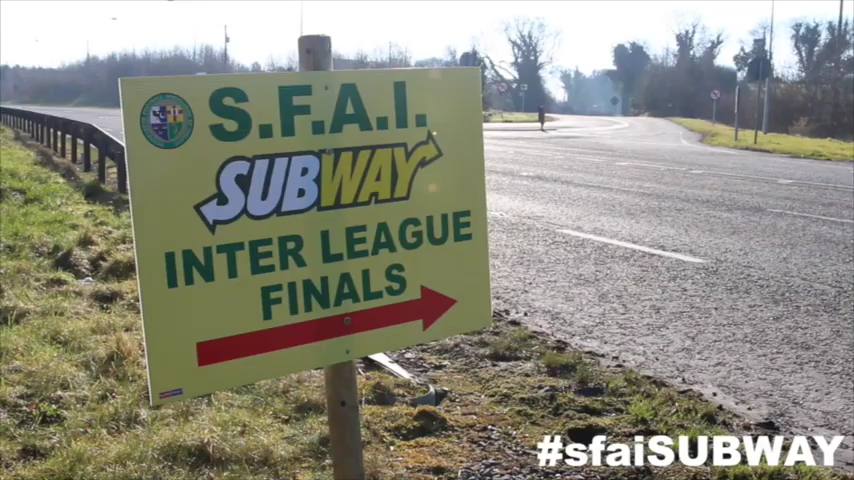 S.F.A.I.
SUBWAY
INTER LEAGUE
FINALS
#sfaiSUBWAY